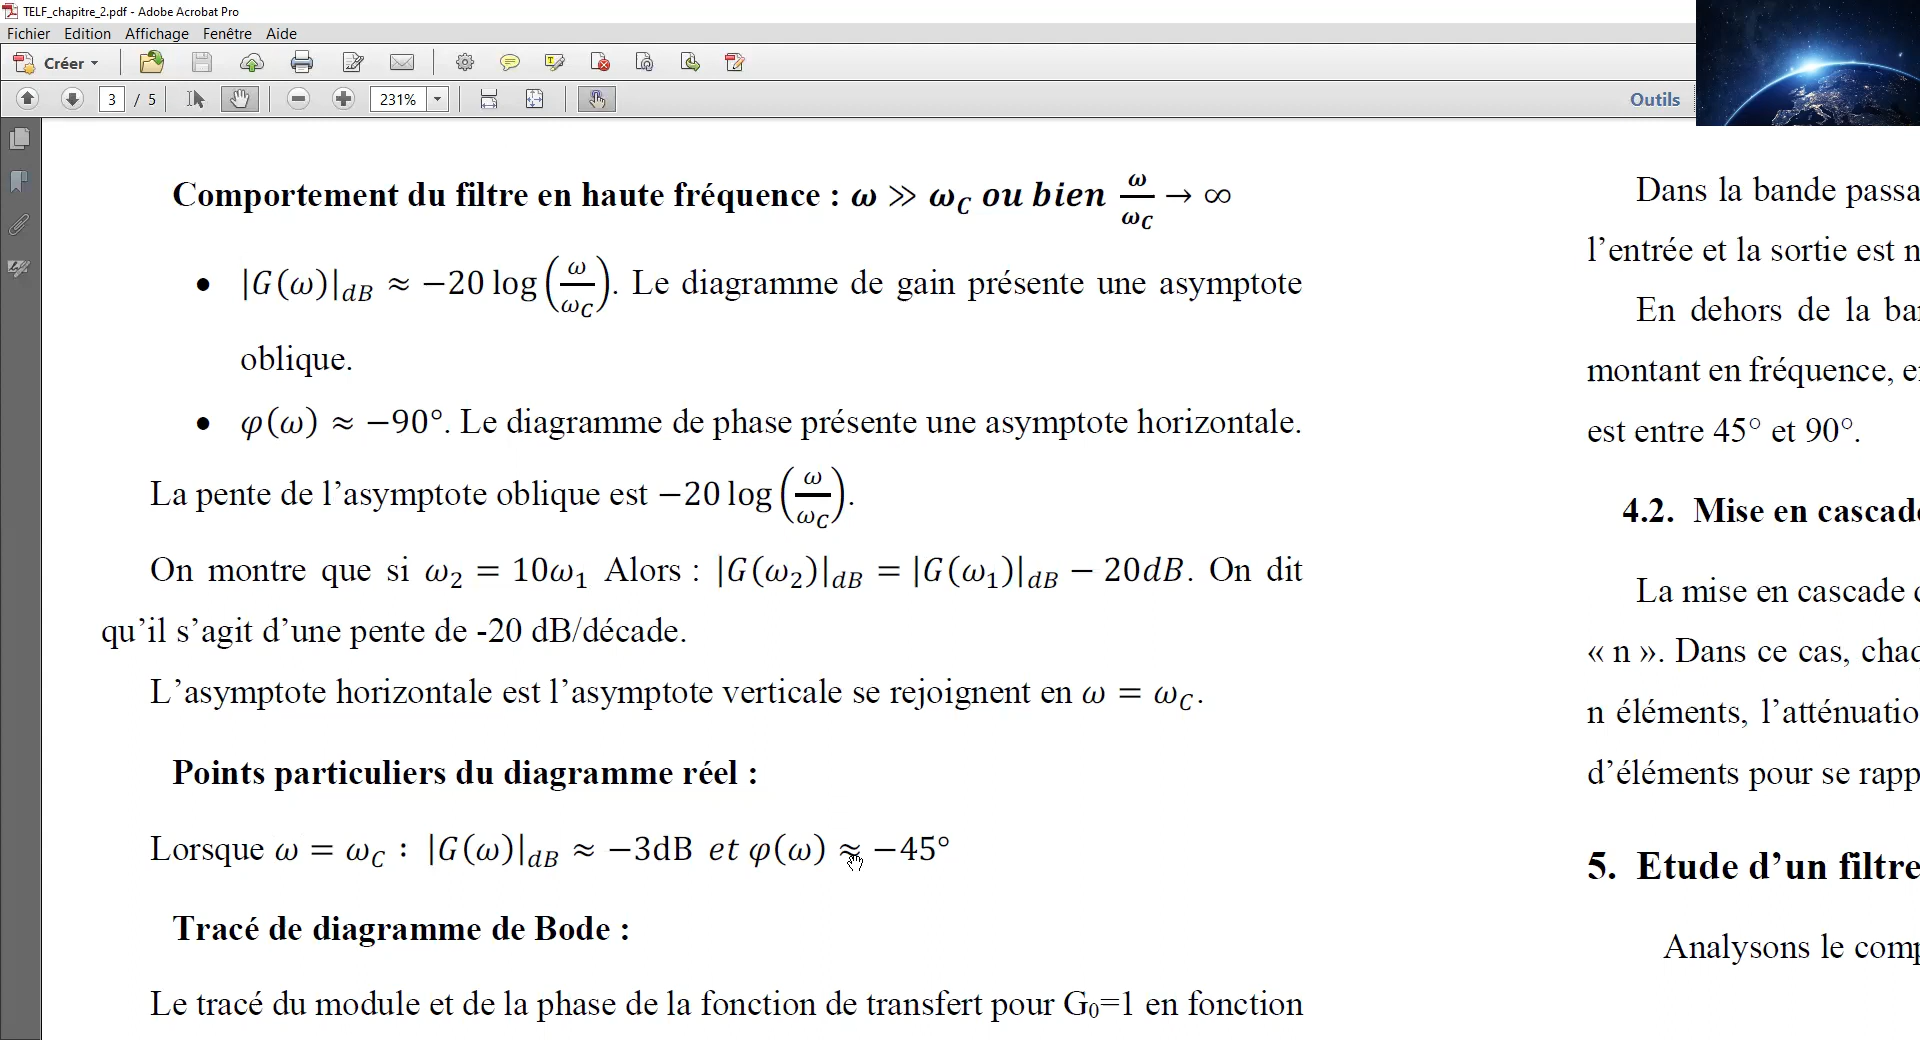 TELF_chapitre_2.pdf - Adobe Acrobat Pro
Fichier Edition Affichage Fenêtre Aide
Créer
3 / 5 231% Outils
Comportement du filtre en haute fréquence : ω ≫ ω_C ou bien ω/ω_C → ∞
• |G(ω)|_dB ≈ −20 log(ω/ω_C). Le diagramme de gain présente une asymptote
oblique.
• φ(ω) ≈ −90°. Le diagramme de phase présente une asymptote horizontale.
La pente de l’asymptote oblique est −20 log(ω/ω_C).
On montre que si ω₂ = 10ω₁ Alors : |G(ω₂)|_dB = |G(ω₁)|_dB − 20dB. On dit
qu’il s’agit d’une pente de -20 dB/décade.
L’asymptote horizontale est l’asymptote verticale se rejoignent en ω = ω_C.
Points particuliers du diagramme réel :
Lorsque ω = ω_C : |G(ω)|_dB ≈ −3dB et φ(ω) ≈ −45°
Tracé de diagramme de Bode :
Le tracé du module et de la phase de la fonction de transfert pour G₀=1 en fonction
Dans la bande passa
l’entrée et la sortie est n
En dehors de la ba
montant en fréquence, e
est entre 45° et 90°.
4.2. Mise en cascad
La mise en cascade
« n ». Dans ce cas, chac
n éléments, l’atténuatio
d’éléments pour se rapp
5. Etude d’un filtre
Analysons le comp